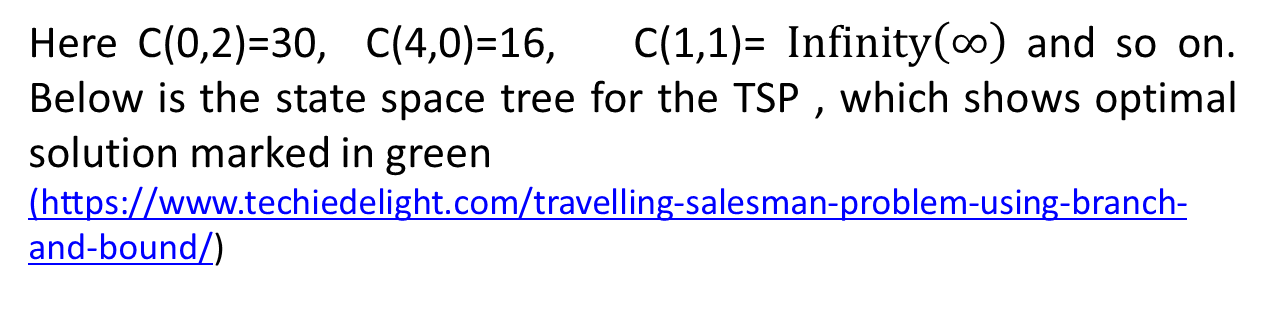 Here C(0,2)=30, C(4,0)=16, C(1,1)= Infinity(∞) and so on.
Below is the state space tree for the TSP , which shows optimal
solution marked in green
(https://www.techiedelight.com/travelling-salesman-problem-using-branch-
and-bound/)